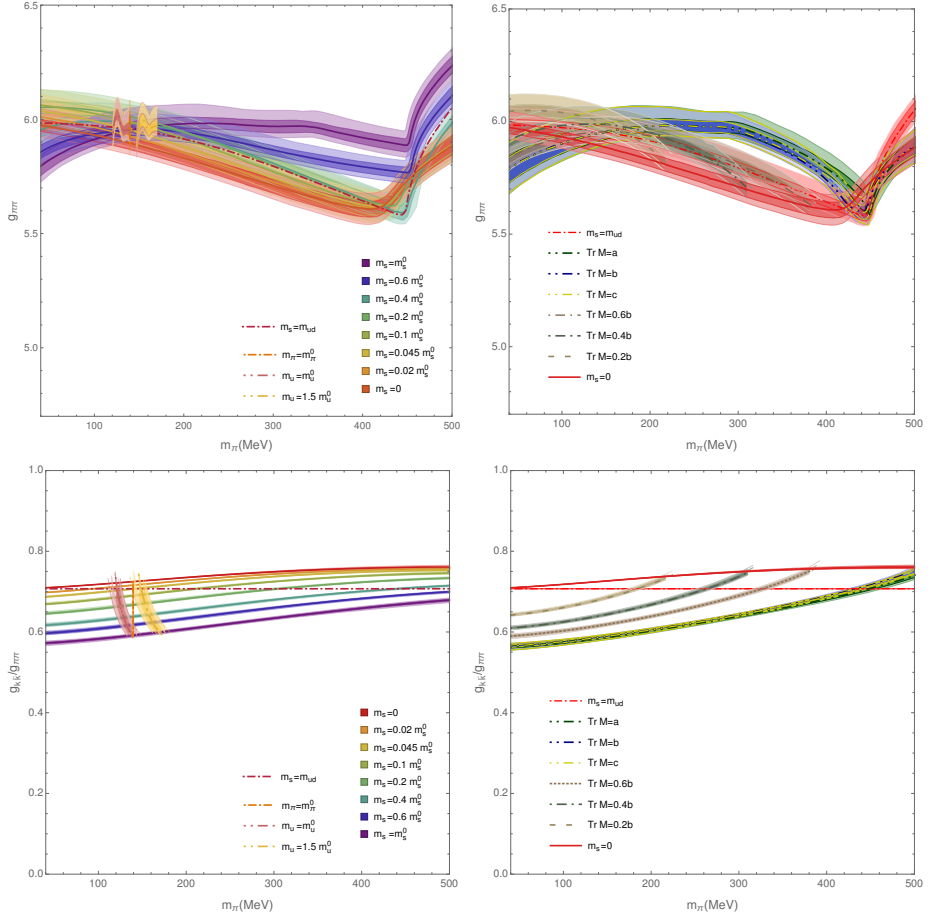 6.5
6.0
5.5
5.0
g_ππ
100 200 300 400 500
m_π(MeV)
m_s=m_ud
m_π=m_π^0
m_u=m_u^0
m_u=1.5 m_u^0
m_s=m_s^0
m_s=0.6 m_s^0
m_s=0.4 m_s^0
m_s=0.2 m_s^0
m_s=0.1 m_s^0
m_s=0.045 m_s^0
m_s=0.02 m_s^0
m_s=0
6.5
6.0
5.5
5.0
g_ππ
100 200 300 400 500
m_π(MeV)
m_s=m_ud
Tr M=a
Tr M=b
Tr M=c
Tr M=0.6b
Tr M=0.4b
Tr M=0.2b
m_s=0
1.0
0.8
0.6
0.4
0.2
0.0
g_kk̄/g_ππ
100 200 300 400 500
m_π(MeV)
m_s=m_ud
m_π=m_π^0
m_u=m_u^0
m_u=1.5 m_u^0
m_s=0
m_s=0.02 m_s^0
m_s=0.045 m_s^0
m_s=0.1 m_s^0
m_s=0.2 m_s^0
m_s=0.4 m_s^0
m_s=0.6 m_s^0
m_s=m_s^0
1.0
0.8
0.6
0.4
0.2
0.0
g_kk̄/g_ππ
100 200 300 400 500
m_π(MeV)
m_s=m_ud
Tr M=a
Tr M=b
Tr M=c
Tr M=0.6b
Tr M=0.4b
Tr M=0.2b
m_s=0